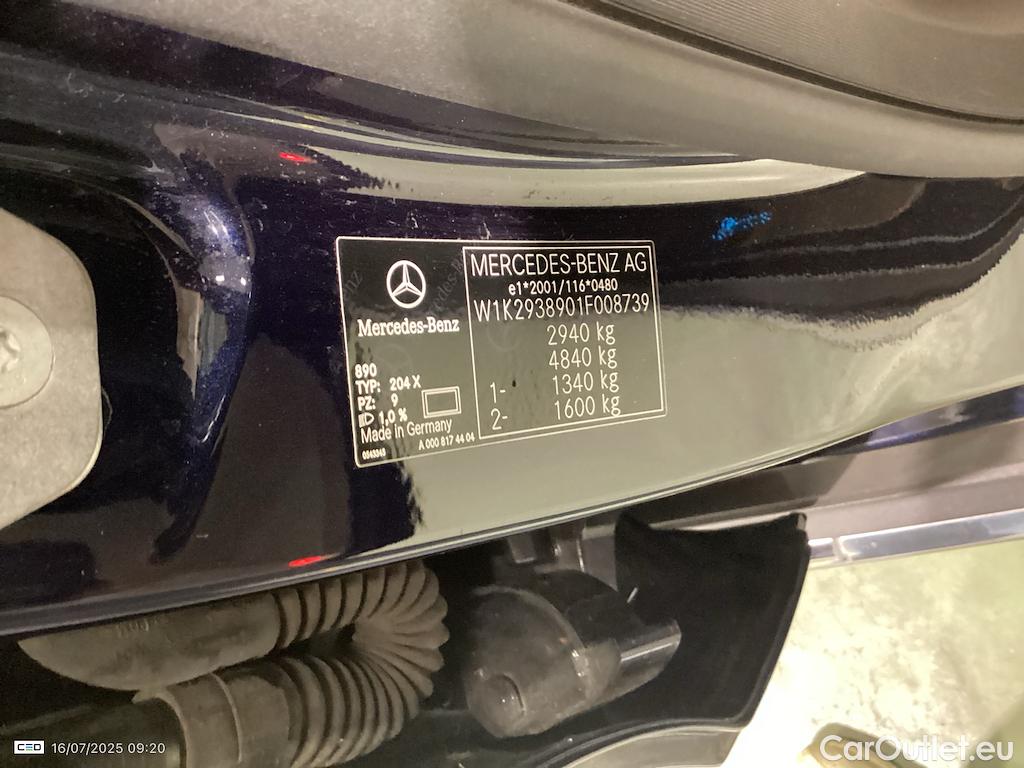 Mercedes-Benz
890
TYP: 204 X
PZ: 9
1,0 %
Made in Germany
0543343
A 000 817 44 04
MERCEDES-BENZ AG
e1*2001/116*0480
W1K2938901F008739
2940 kg
4840 kg
1- 1340 kg
2- 1600 kg
CEO 16/07/2025 09:20
CarOutlet.eu